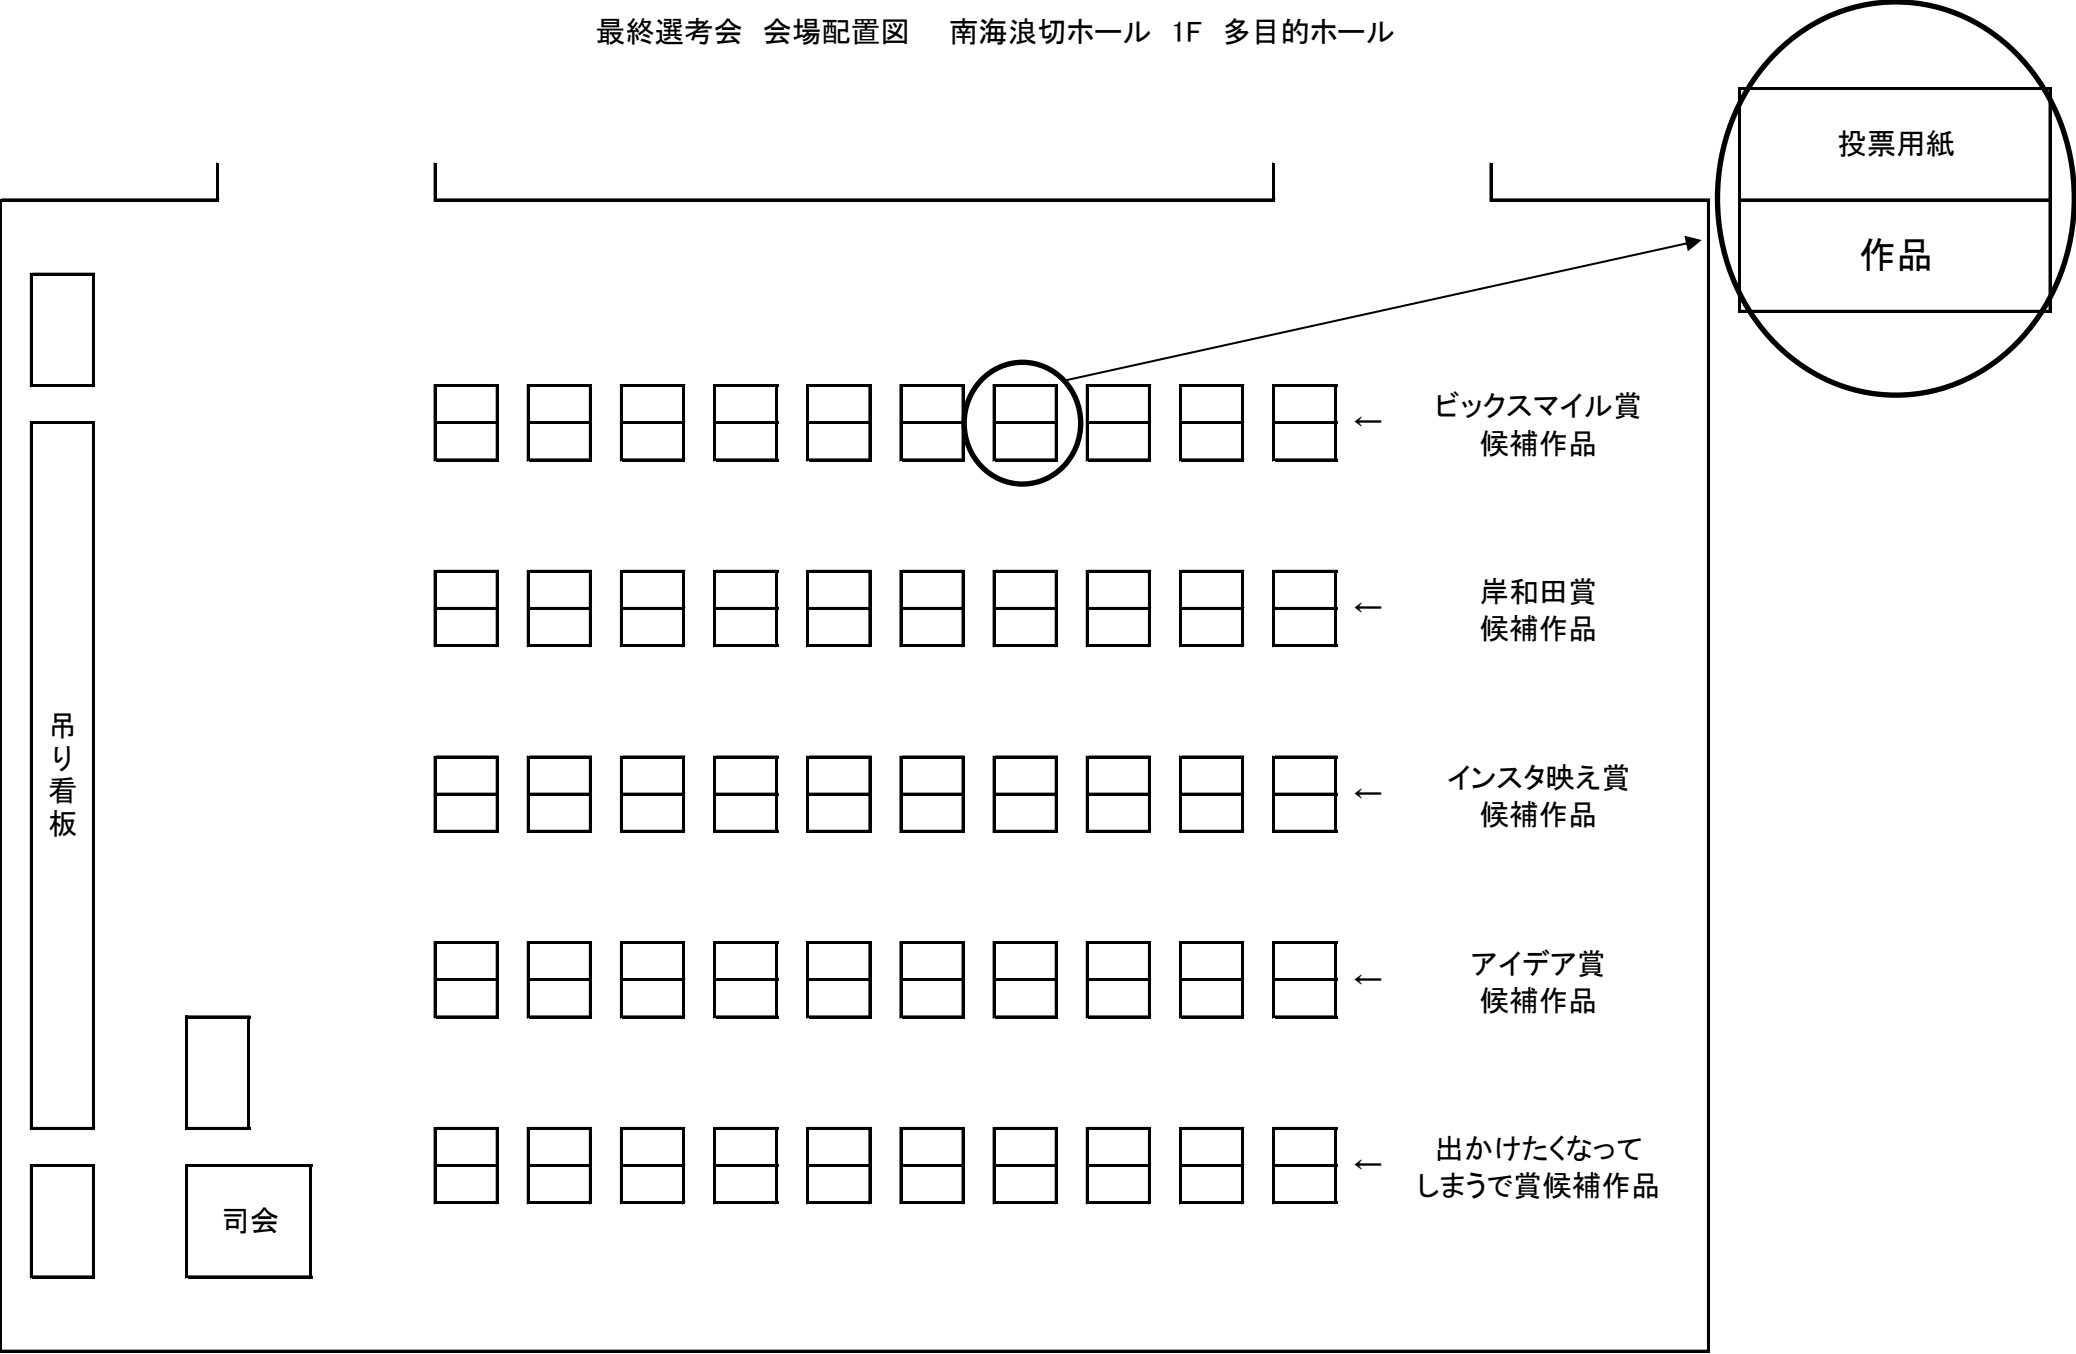 最終選考会　会場配置図　　南海浪切ホール　1F　多目的ホール
投票用紙
作品
←　ビックスマイル賞
候補作品
←　岸和田賞
候補作品
←　インスタ映え賞
候補作品
←　アイデア賞
候補作品
←　出かけたくなって
しまうで賞候補作品
吊り看板
司会